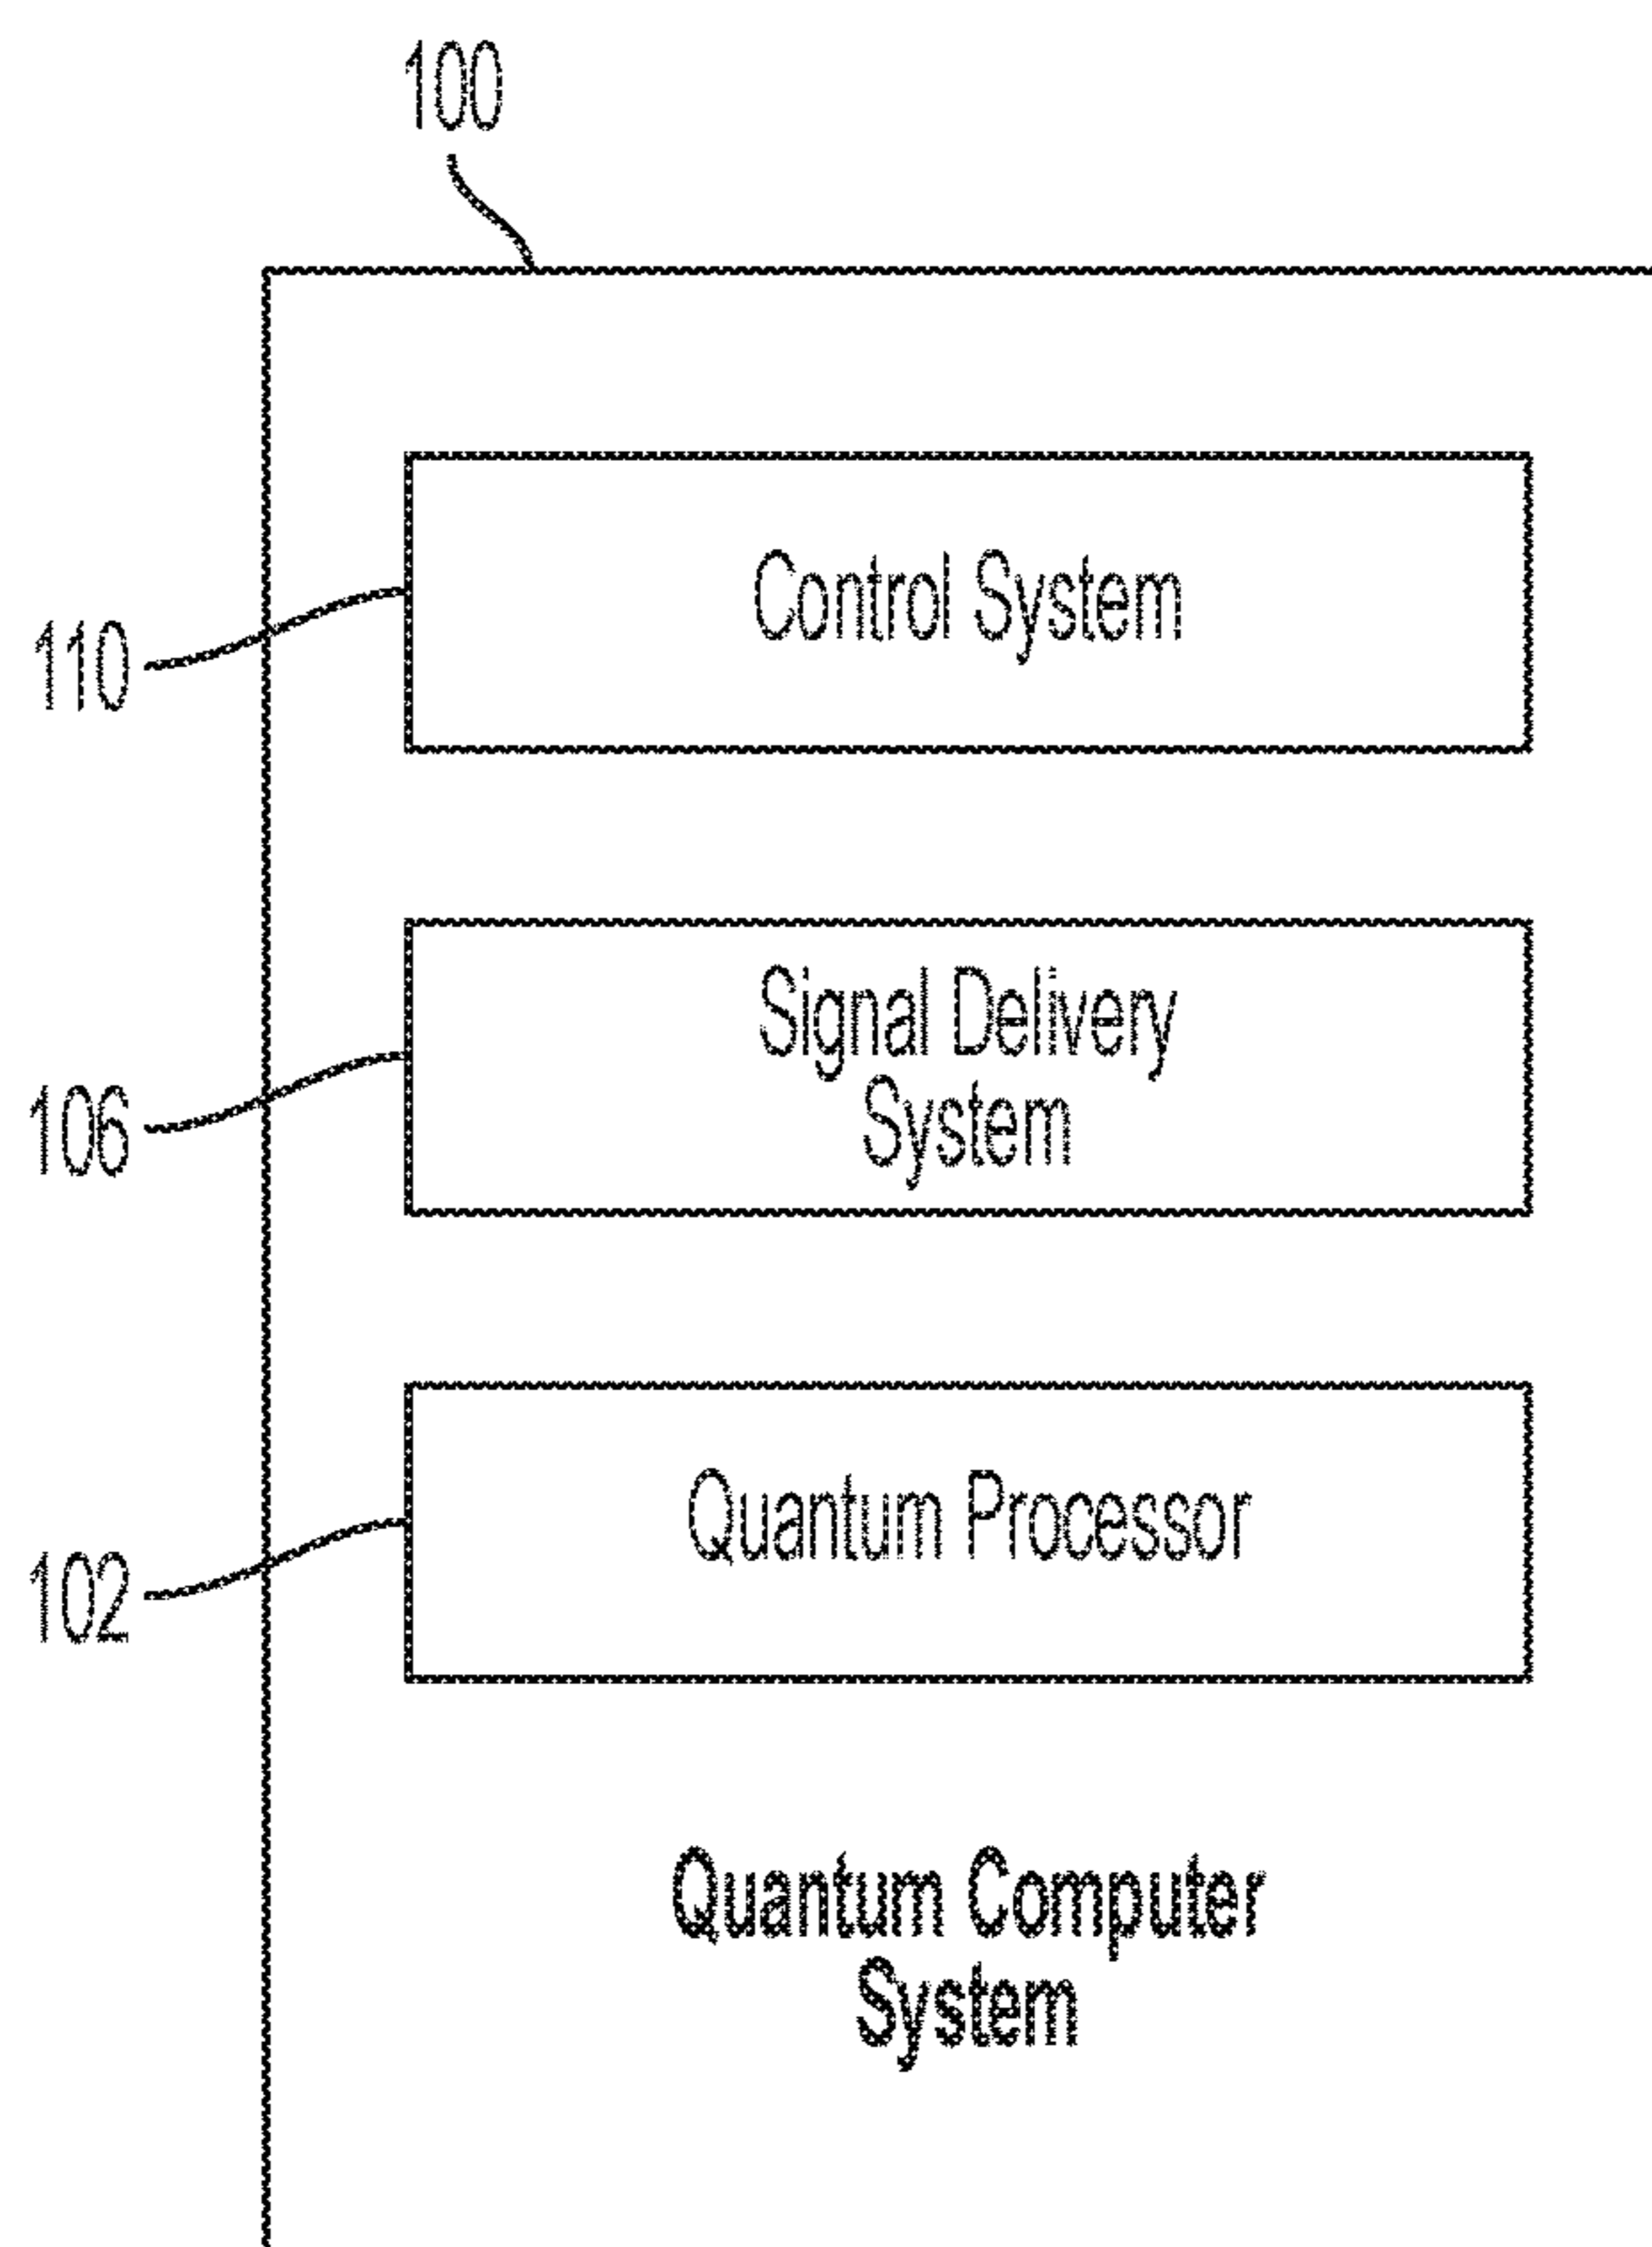 100
Control System
110
Signal Delivery
System
106
Quantum Processor
102
Quantum Computer
System